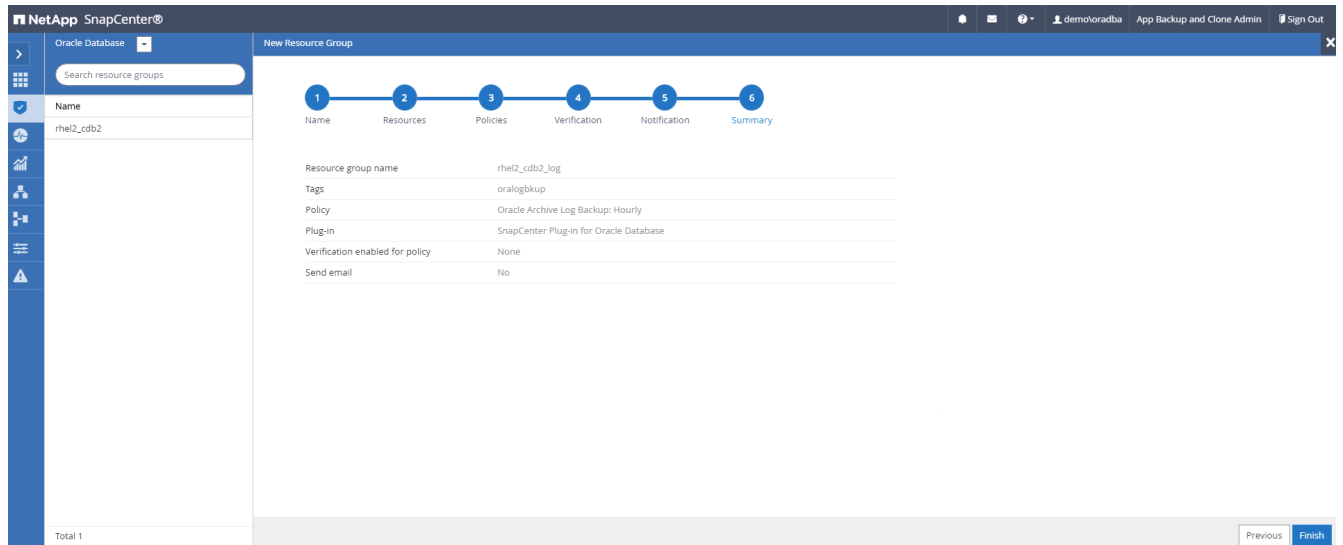 NetApp SnapCenter®
demo\oradba App Backup and Clone Admin Sign Out
Oracle Database
New Resource Group
Search resource groups
Name
rhel2_cdb2
1 2 3 4 5 6
Name Resources Policies Verification Notification Summary
Resource group name rhel2_cdb2_log
Tags oralogbkup
Policy Oracle Archive Log Backup: Hourly
Plug-in SnapCenter Plug-in for Oracle Database
Verification enabled for policy None
Send email No
Total 1
Previous Finish